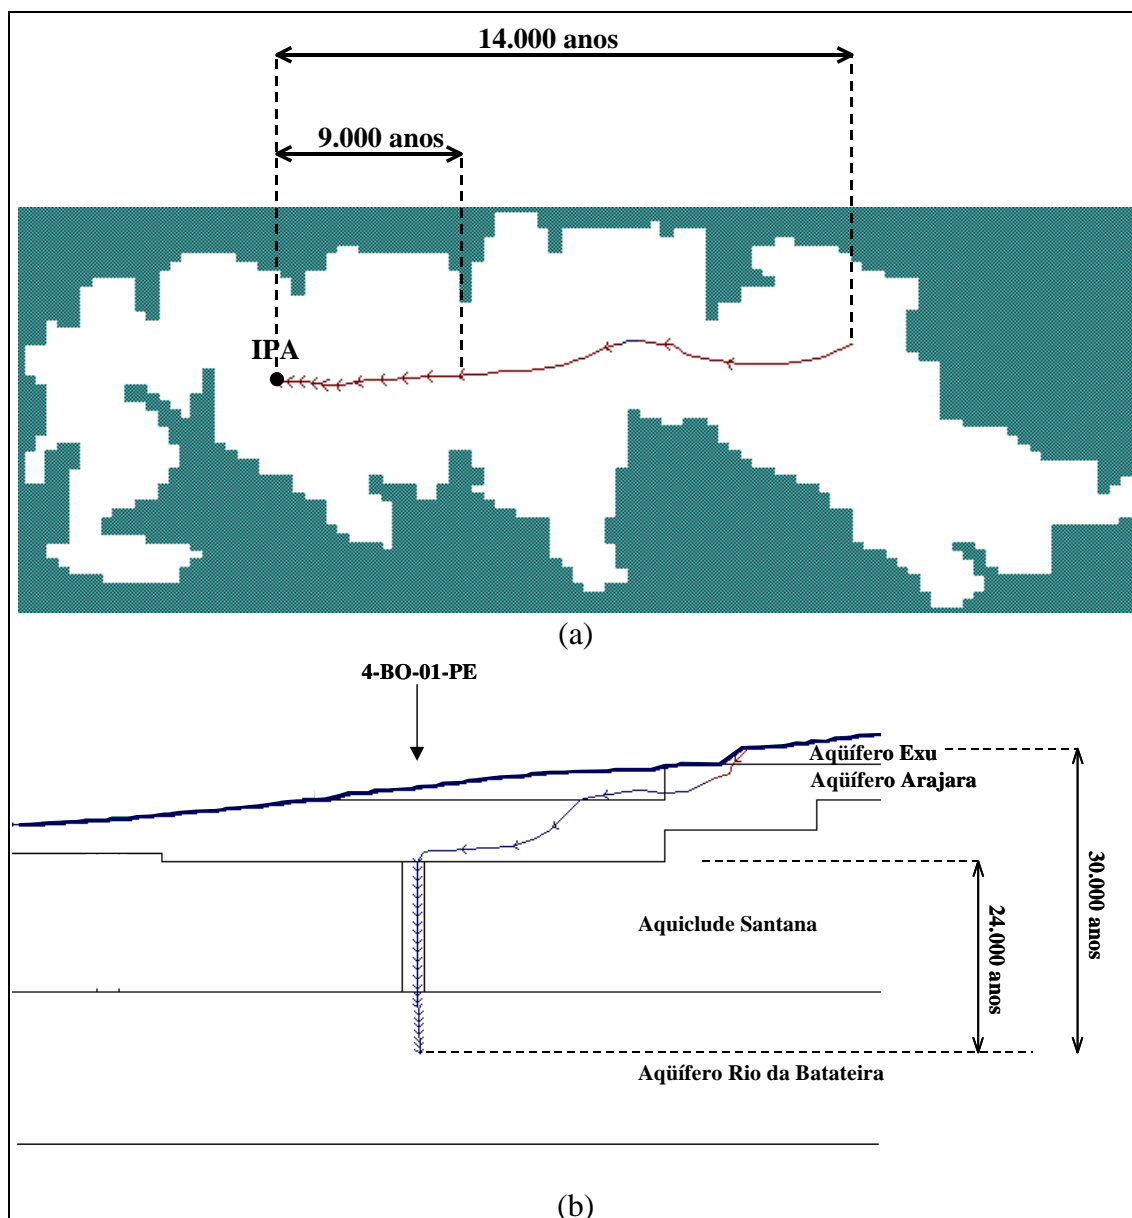 14.000 anos
9.000 anos
IPA
(a)
4-BO-01-PE
Aqüífero Exu
Aqüífero Arajara
30.000 anos
24.000 anos
Aquiclude Santana
Aqüífero Rio da Batateira
(b)